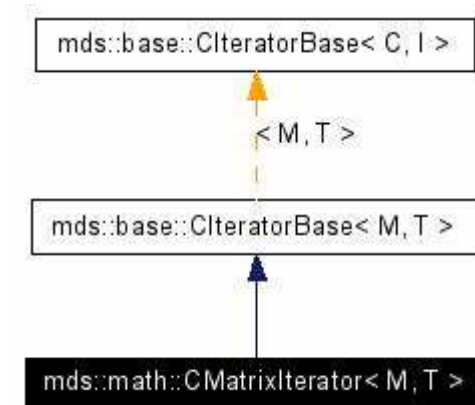 mds::base::CIteratorBase< C, I >
< M, T >
mds::base::CIteratorBase< M, T >
mds::math::CMatrixIterator< M, T >